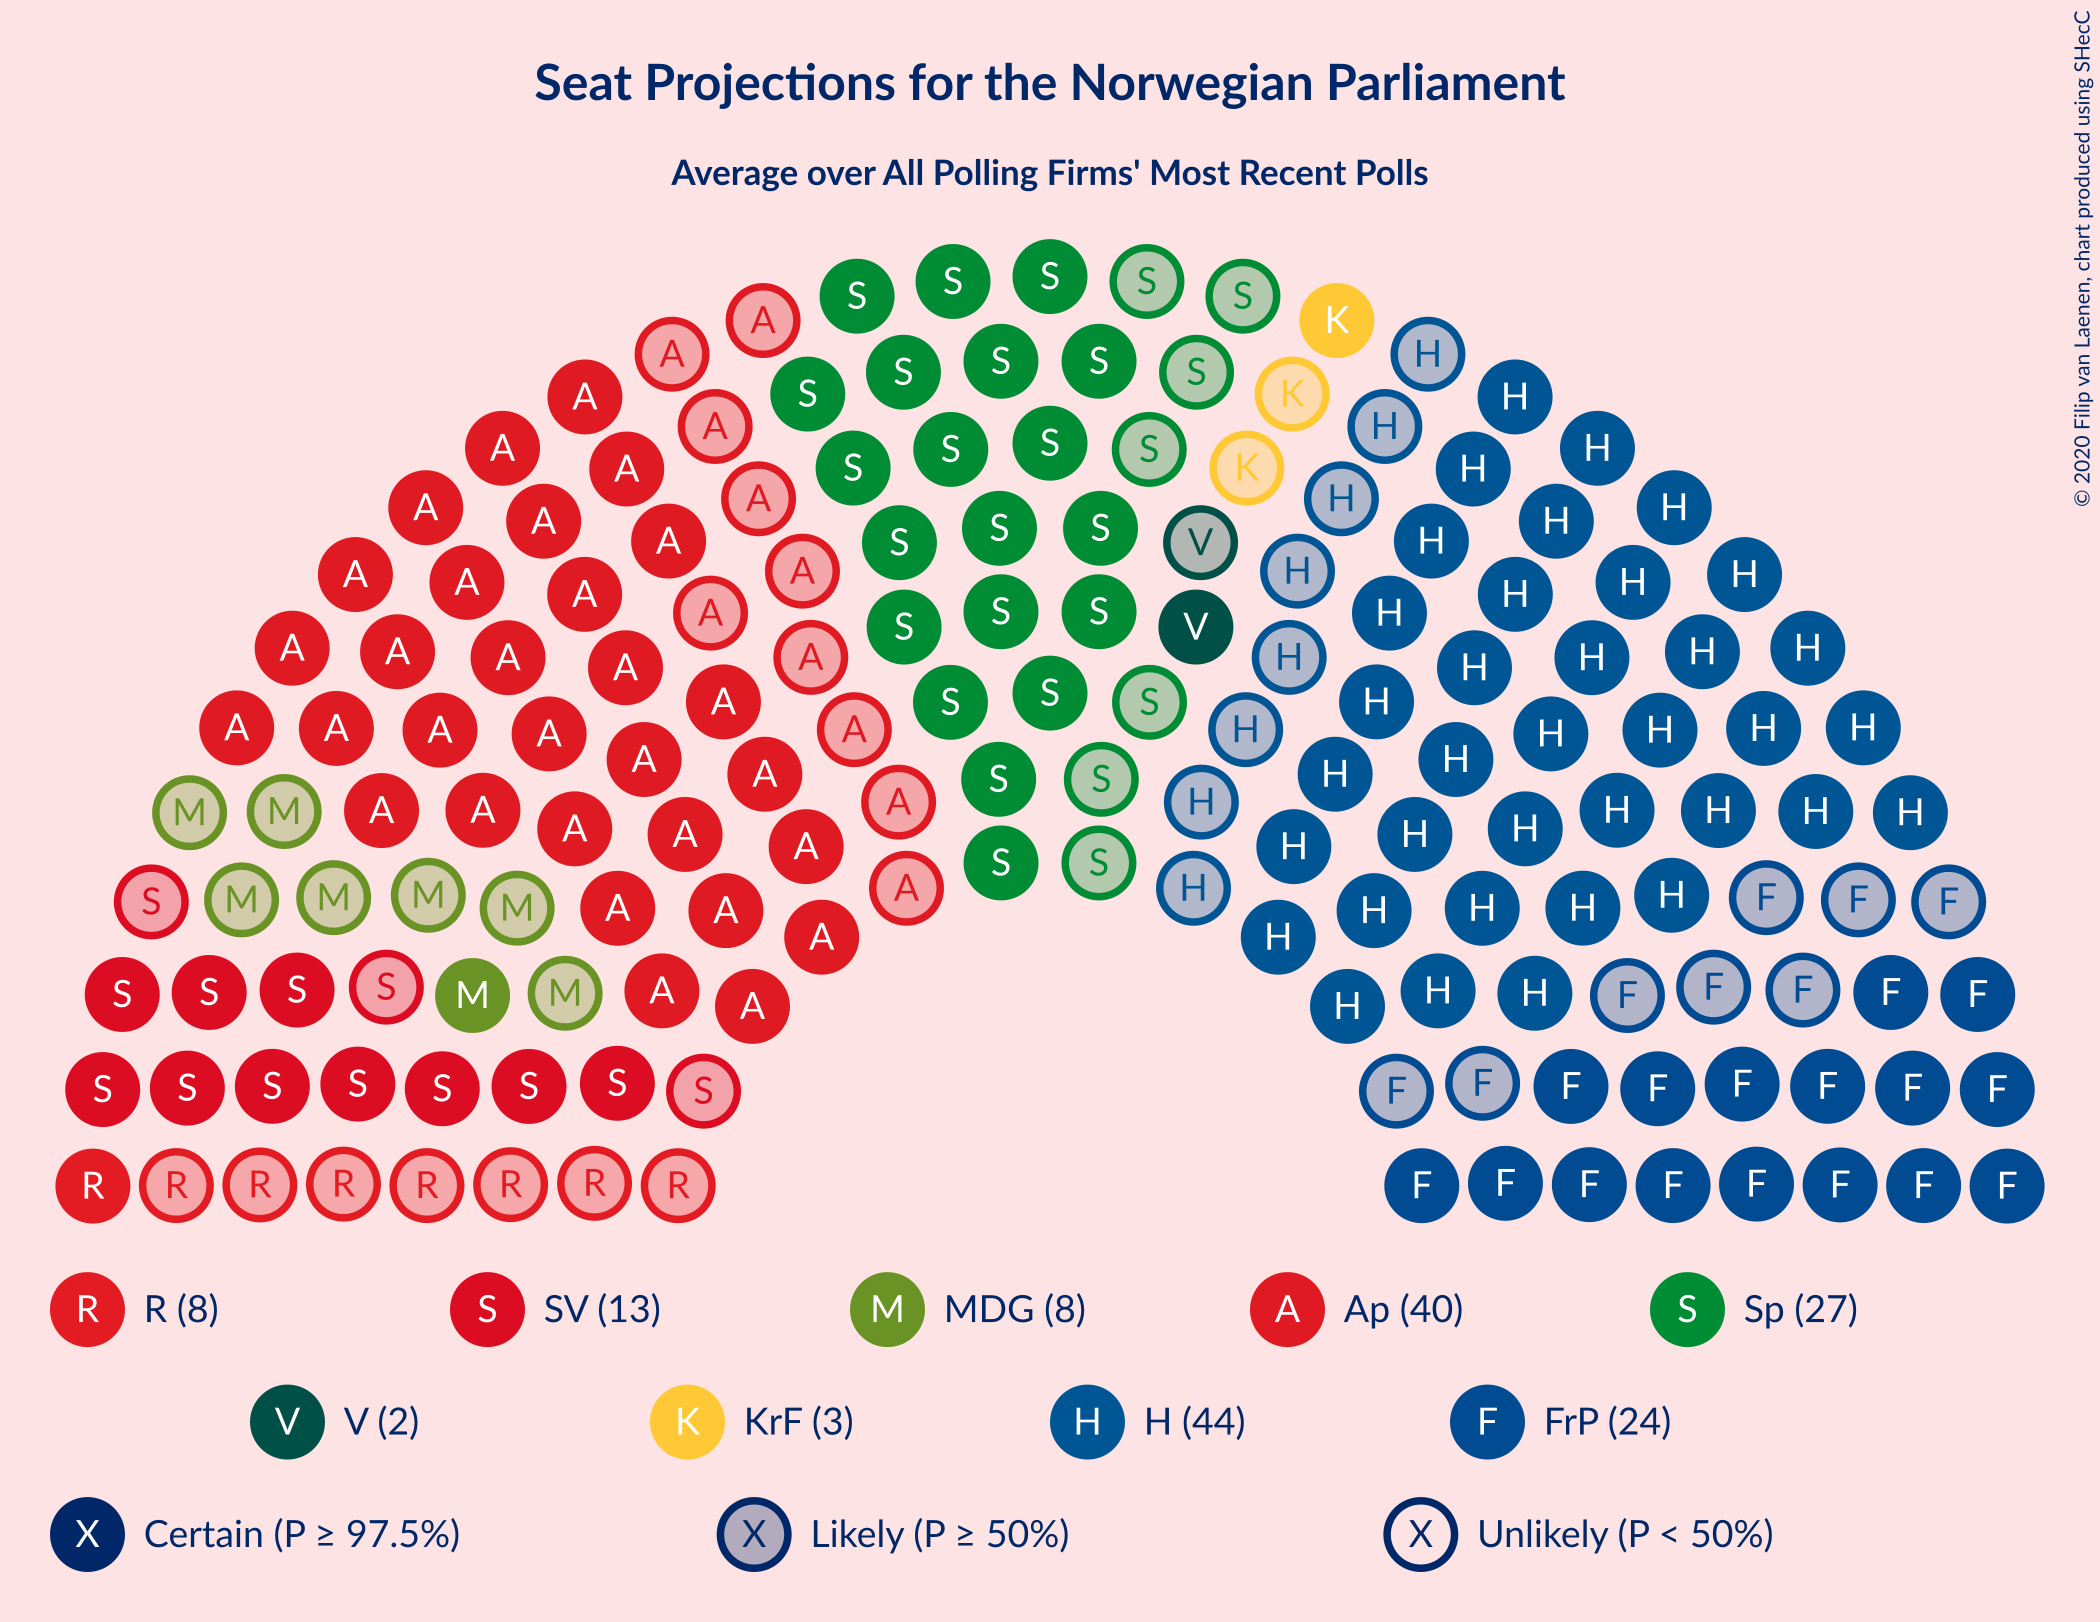 Seat Projections for the Norwegian Parliament
Average over All Polling Firms' Most Recent Polls
© 2020 Filip van Laenen, chart produced using SHecC
S S S S S
A A K
A H
S S S S S
A K H
A A H
S S S S
A K
A A H H
A A H H
S S S V
A A H H
A A H H
S S S V
A A H H
A A A A H H H H
S S S
A A H H
A A A A S S H H H H
A A H H
M M A A A A A S S H H H H H H H
S M M M M A A A A H H H H H H F F F
S S S S M M A A H H H F F F F F
S S S S S S S S F F F F F F F F
R R R R R R R R F F F F F F F F
R R (8) S SV (13) M MDG (8) A Ap (40) S Sp (27)
V V (2) K KrF (3) H H (44) F FrP (24)
X Certain (P ≥ 97.5%) X Likely (P ≥ 50%) X Unlikely (P < 50%)